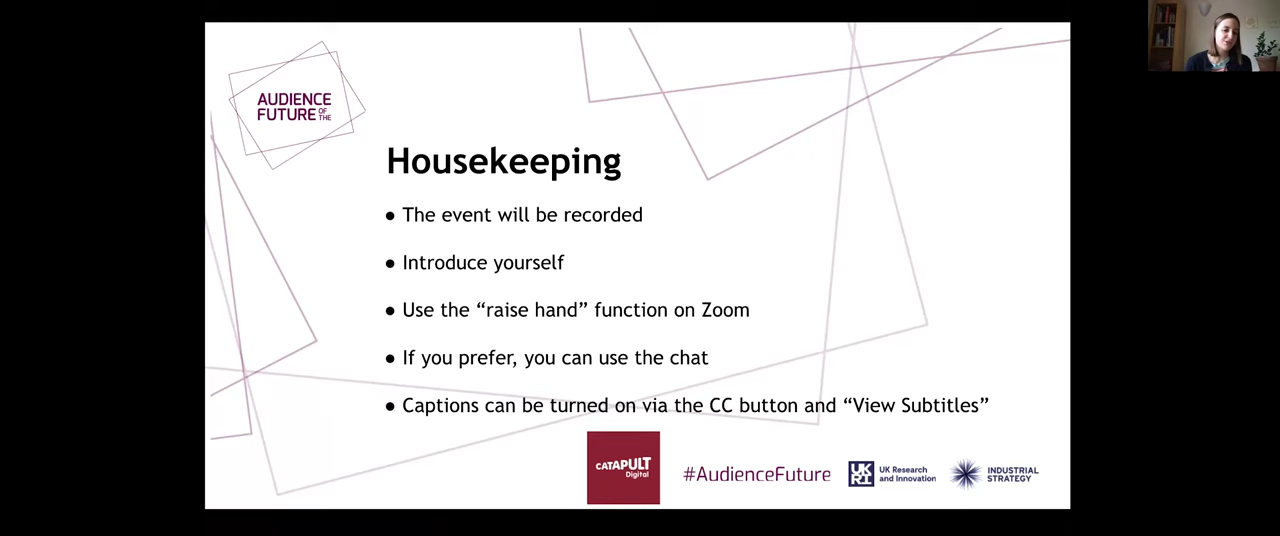 AUDIENCE
FUTURE OF THE
Housekeeping
● The event will be recorded
● Introduce yourself
● Use the “raise hand” function on Zoom
● If you prefer, you can use the chat
● Captions can be turned on via the CC button and “View Subtitles”
CATAPULT
Digital
#AudienceFuture
UK
RI
UK Research
and Innovation
INDUSTRIAL
STRATEGY